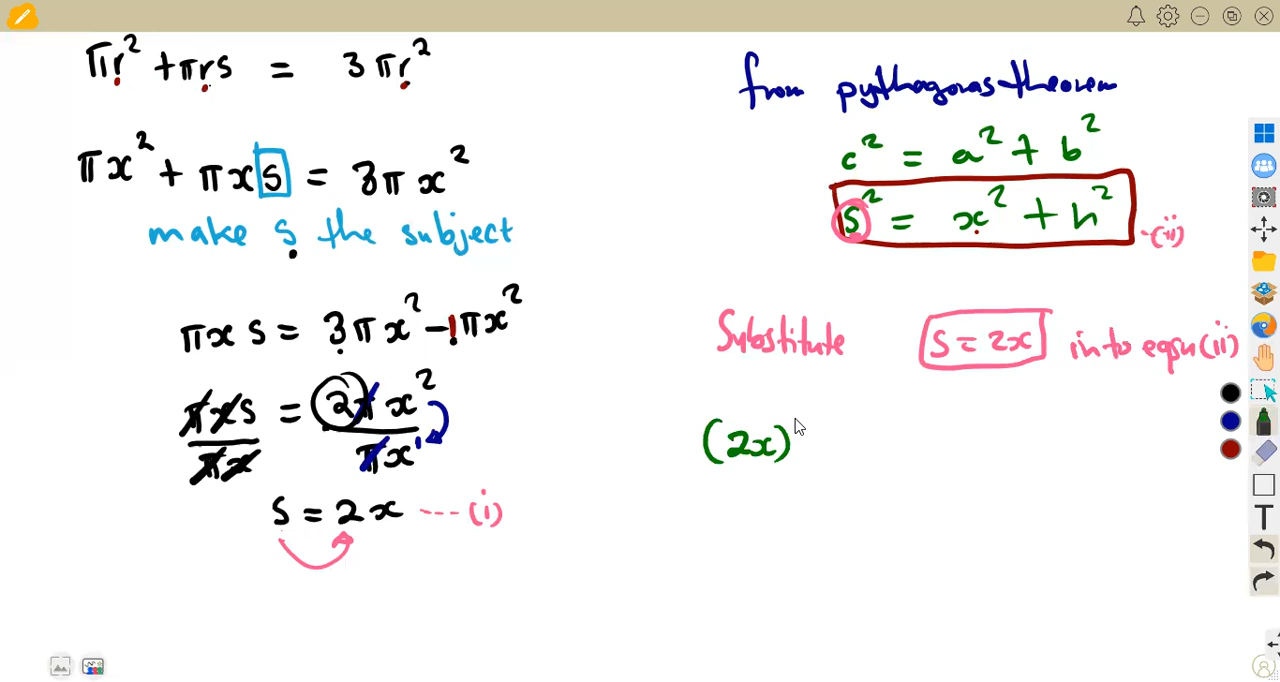 πr² + πrs = 3πr²
πx² + πxs = 3πx²
make s the subject
πxs = 3πx² - 1πx²
πxs = 2πx²
πx πx¹
s = 2x ---- (i)
from pythagoras theorem
c² = a² + b²
s² = x² + h² --(ii)
Substitute s = 2x into eqn (ii)
(2x)
T